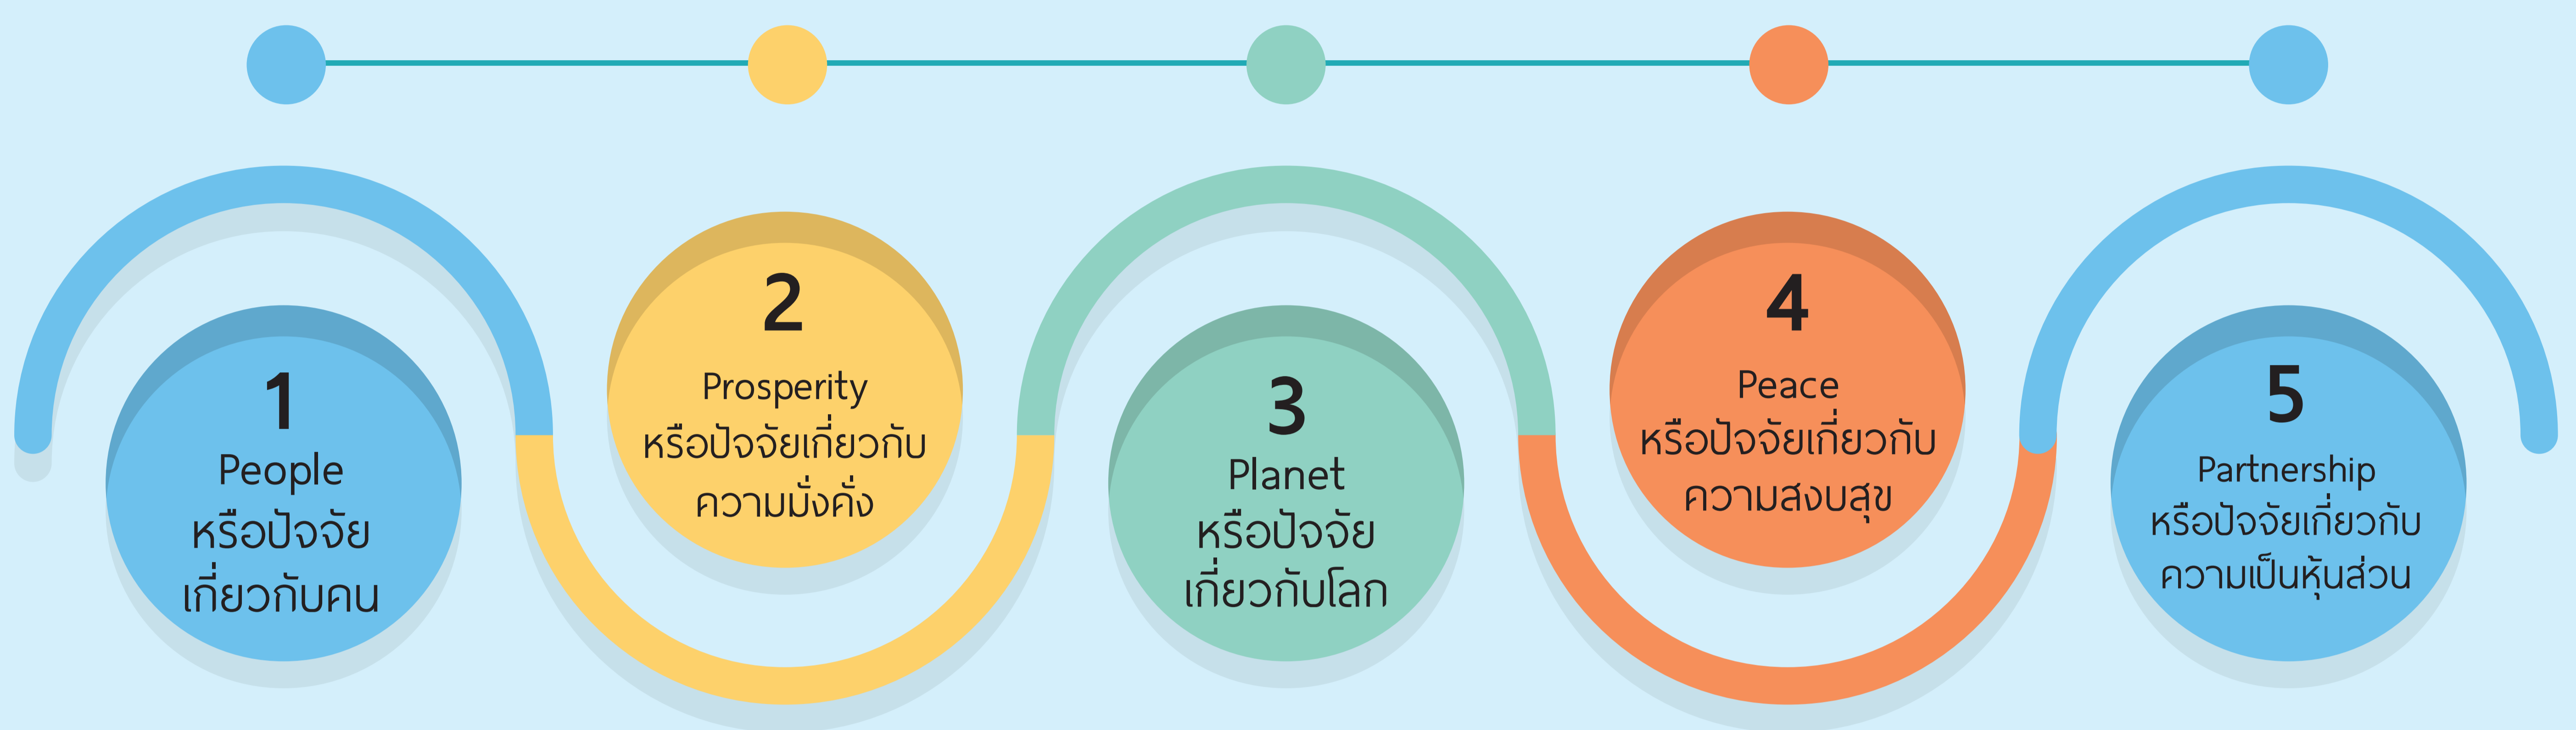 1
People
หรือปัจจัย
เกี่ยวกับคน
2
Prosperity
หรือปัจจัยเกี่ยวกับ
ความมั่งคั่ง
3
Planet
หรือปัจจัย
เกี่ยวกับโลก
4
Peace
หรือปัจจัยเกี่ยวกับ
ความสงบสุข
5
Partnership
หรือปัจจัยเกี่ยวกับ
ความเป็นหุ้นส่วน